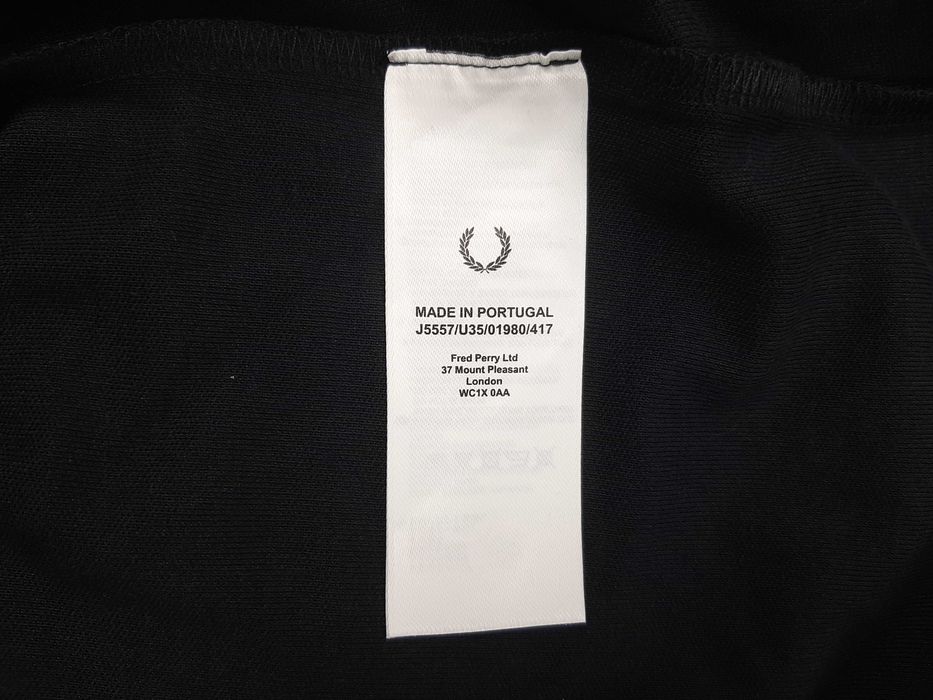 MADE IN PORTUGAL
J5557/U35/01980/417
Fred Perry Ltd
37 Mount Pleasant
London
WC1X 0AA